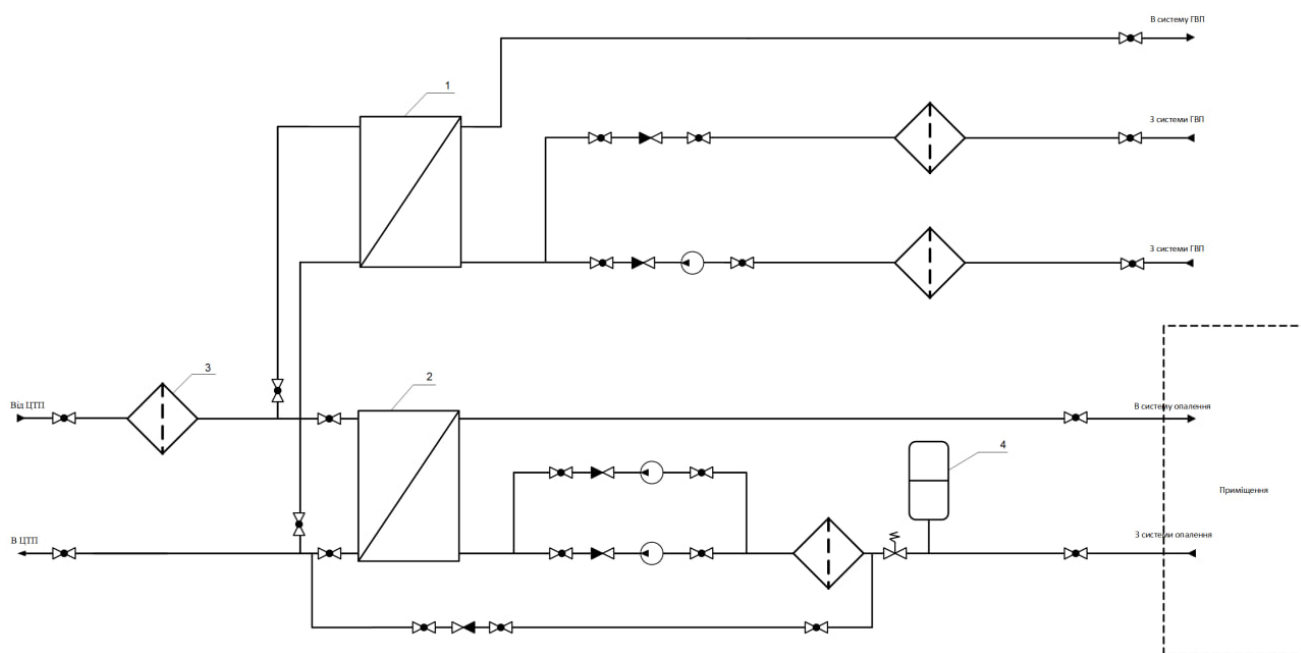 В систему ГВП
1
З системи ГВП
З системи ГВП
3
2
Від ЦТП
В систему опалення
4
Приміщення
В ЦТП
З системи опалення